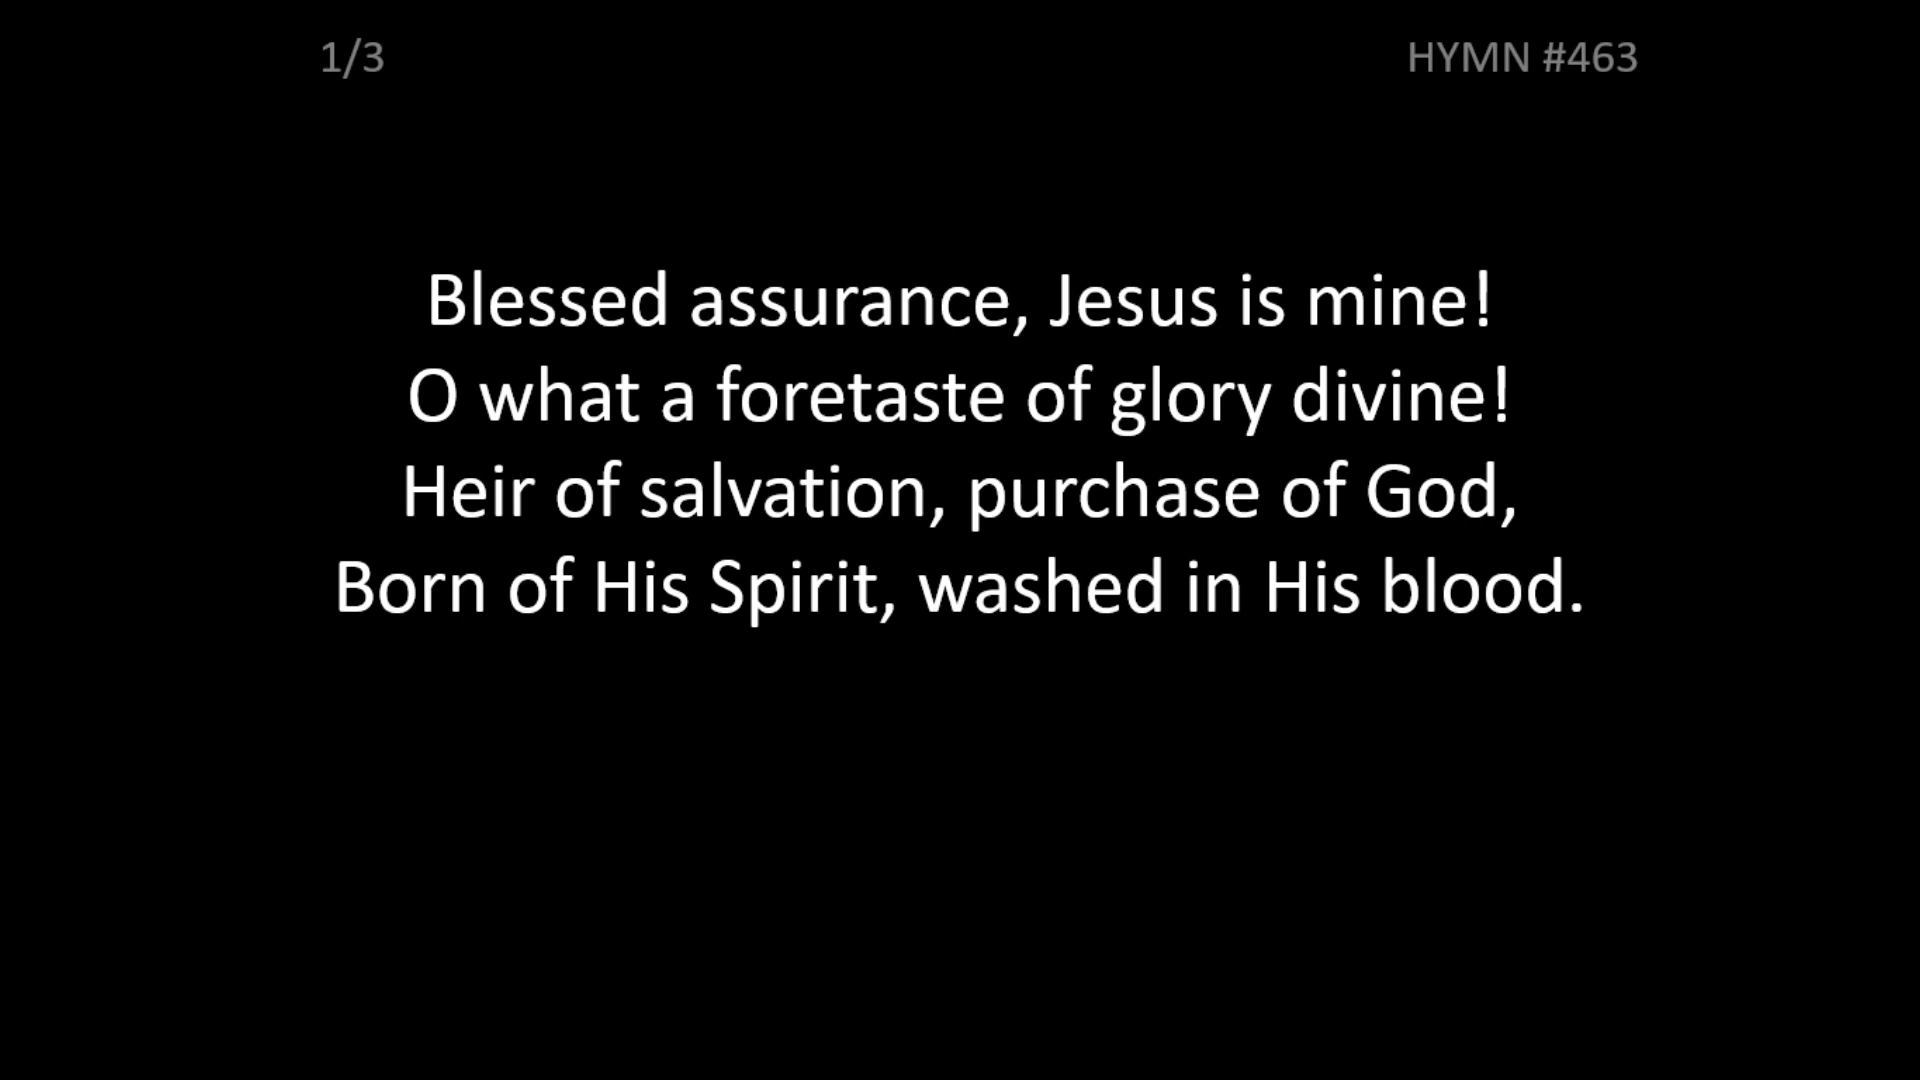 1/3
HYMN #463
Blessed assurance, Jesus is mine!
O what a foretaste of glory divine!
Heir of salvation, purchase of God,
Born of His Spirit, washed in His blood.